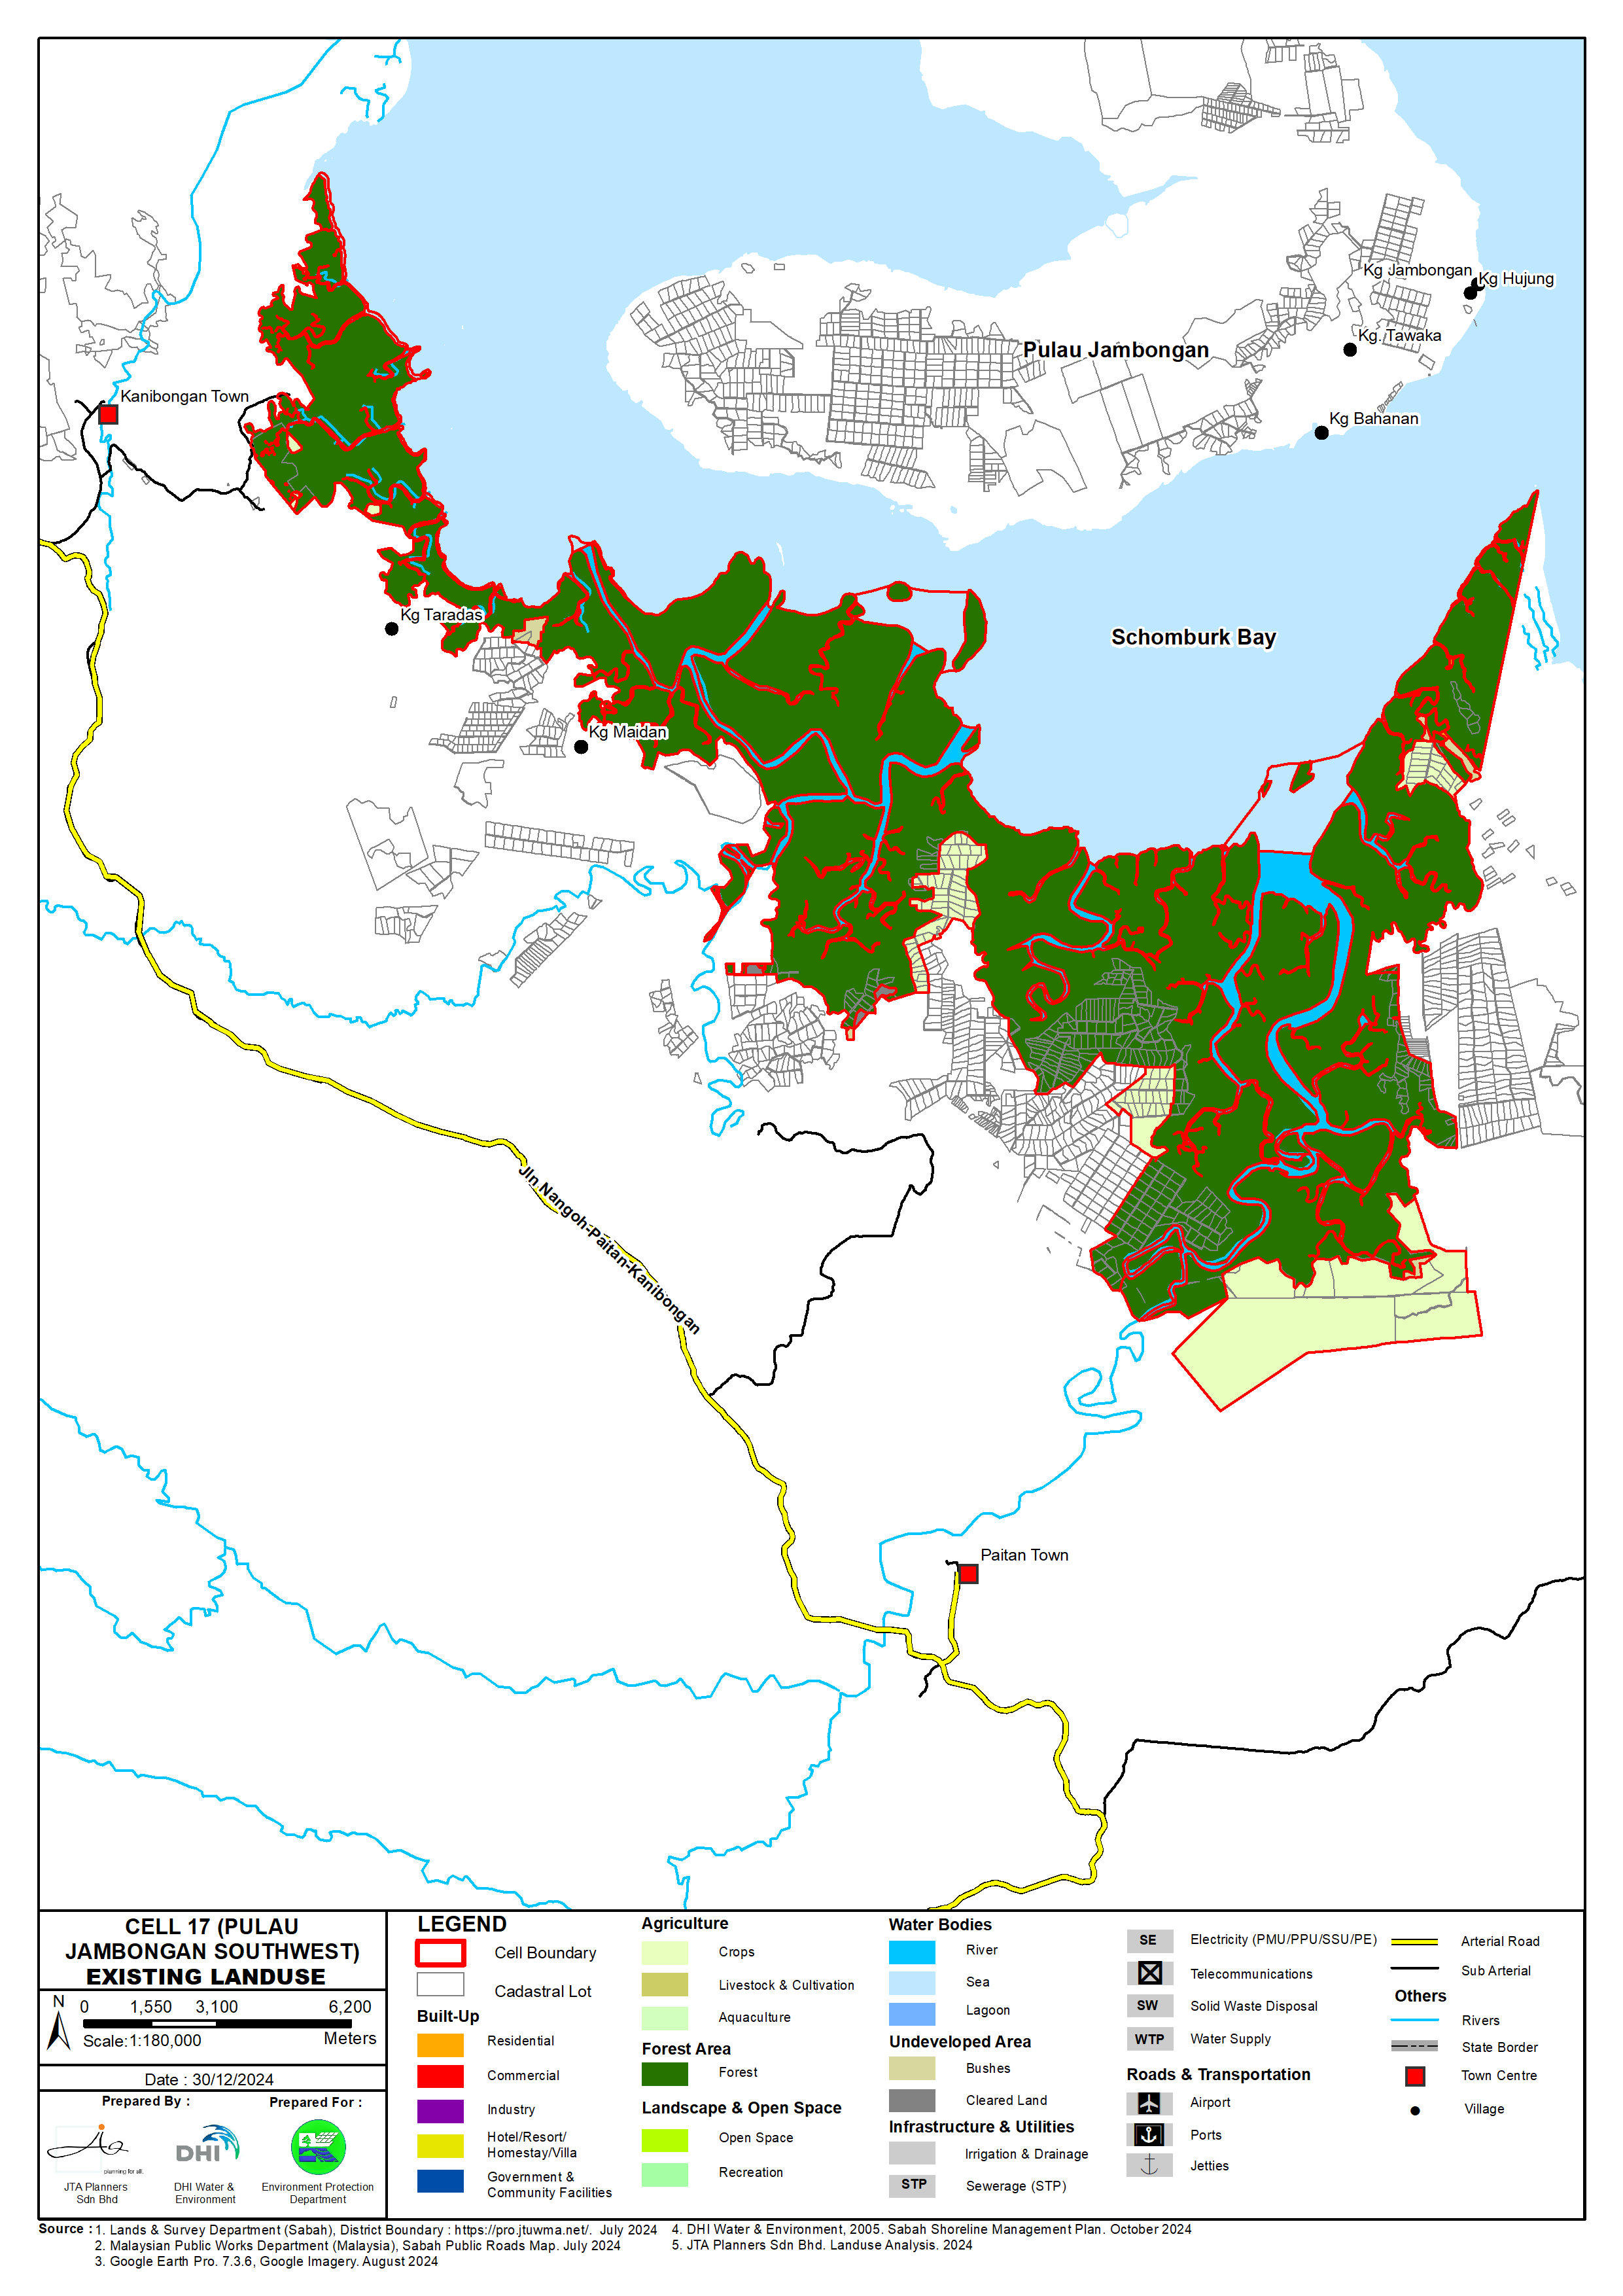 Kg Jambongan
Kg Hujung
Kg. Tawaka
Pulau Jambongan
Kanibongan Town
Kg Bahanan
Kg Taradas
Schomburk Bay
Kg Maidan
Jln Nangoh-Paitan-Kanibongan
Paitan Town
CELL 17 (PULAU
JAMBONGAN SOUTHWEST)
EXISTING LANDUSE
N
0 1,550 3,100 6,200
Scale:1:180,000 Meters
Date : 30/12/2024
Prepared By :
Prepared For :
planning for all.
DHI
JTA Planners
Sdn Bhd
DHI Water &
Environment
Environment Protection
Department
LEGEND
Cell Boundary
Cadastral Lot
Built-Up
Residential
Commercial
Industry
Hotel/Resort/
Homestay/Villa
Government &
Community Facilities
Agriculture
Crops
Livestock & Cultivation
Aquaculture
Forest Area
Forest
Landscape & Open Space
Open Space
Recreation
Water Bodies
River
Sea
Lagoon
Undeveloped Area
Bushes
Cleared Land
Infrastructure & Utilities
Irrigation & Drainage
STP Sewerage (STP)
SE Electricity (PMU/PPU/SSU/PE)
Telecommunications
SW Solid Waste Disposal
WTP Water Supply
Roads & Transportation
Airport
Ports
Jetties
Arterial Road
Sub Arterial
Others
Rivers
State Border
Town Centre
Village
Source : 1. Lands & Survey Department (Sabah), District Boundary : https://pro.jtuwma.net/. July 2024
2. Malaysian Public Works Department (Malaysia), Sabah Public Roads Map. July 2024
3. Google Earth Pro. 7.3.6, Google Imagery. August 2024
4. DHI Water & Environment, 2005. Sabah Shoreline Management Plan. October 2024
5. JTA Planners Sdn Bhd. Landuse Analysis. 2024